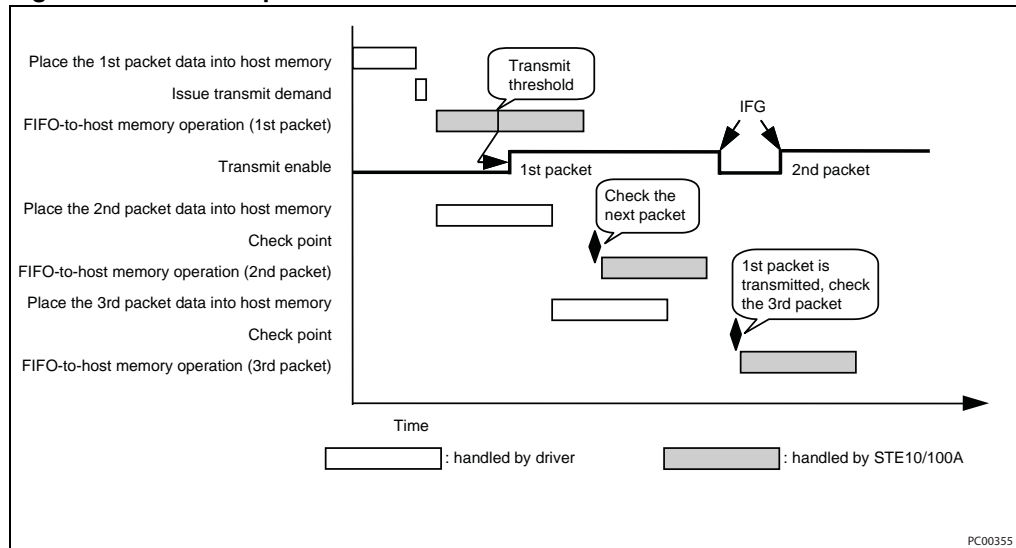 Place the 1st packet data into host memory
Issue transmit demand
FIFO-to-host memory operation (1st packet)
Transmit enable
Place the 2nd packet data into host memory
Check point
FIFO-to-host memory operation (2nd packet)
Place the 3rd packet data into host memory
Check point
FIFO-to-host memory operation (3rd packet)
Transmit
threshold
IFG
1st packet
2nd packet
Check the
next packet
1st packet is
transmitted, check
the 3rd packet
Time
: handled by driver
: handled by STE10/100A
PC00355